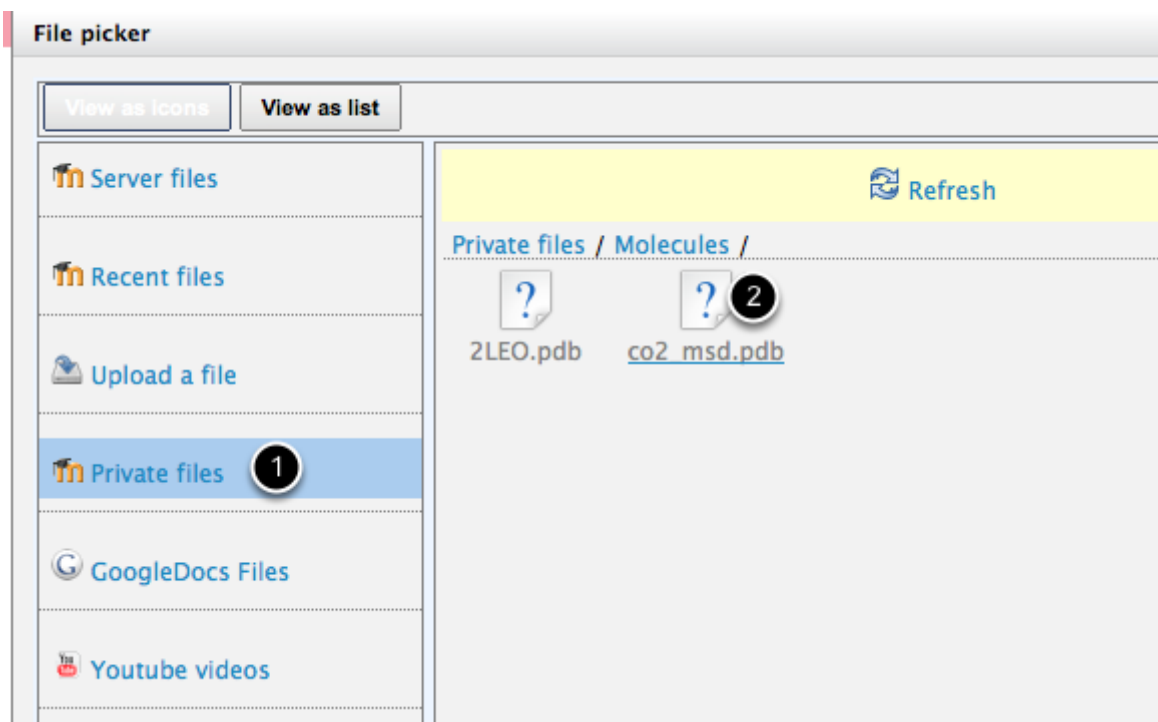 File picker
View as Icons View as list
Server files
Recent files
Upload a file
Private files 1
GoogleDocs Files
Youtube videos
Refresh
Private files / Molecules /
? ? 2
2LEO.pdb co2_msd.pdb